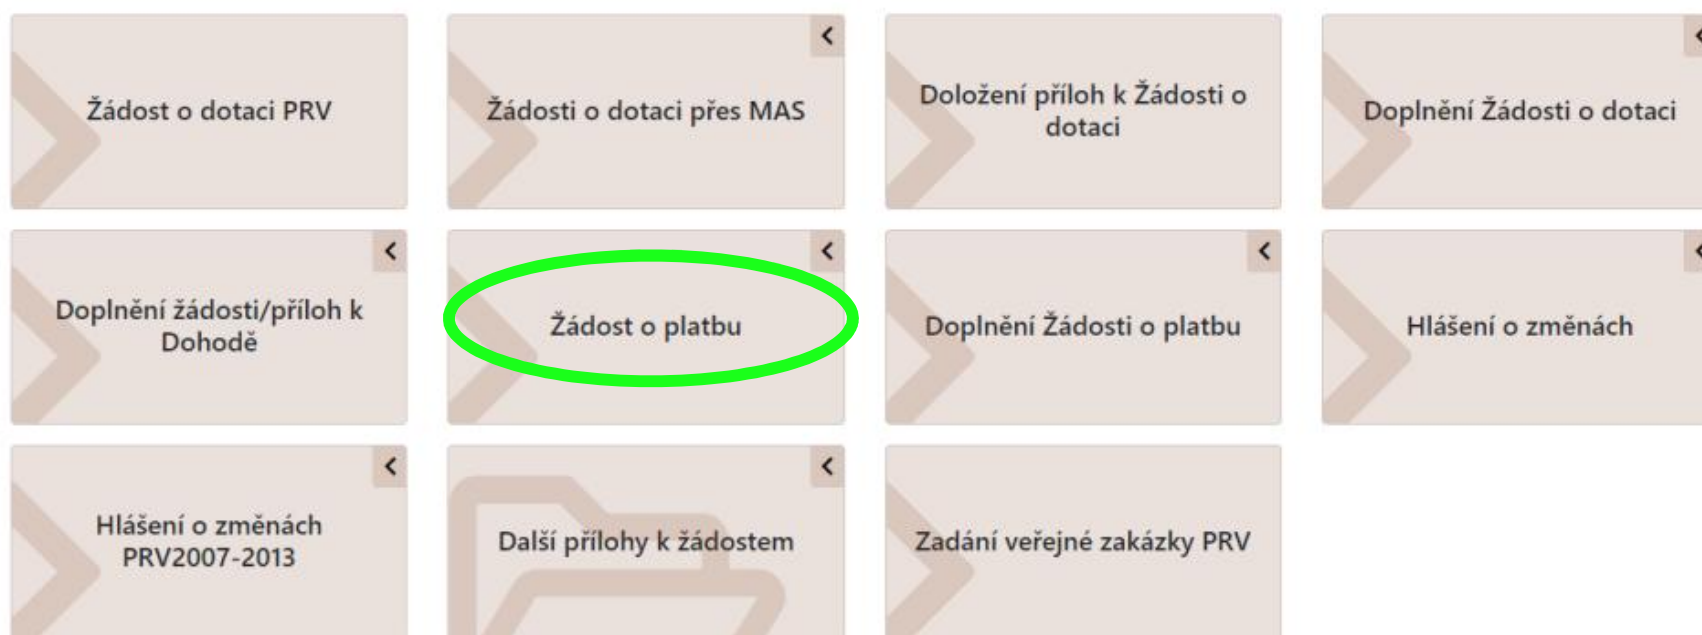 Žádost o dotaci PRV
Žádosti o dotaci přes MAS
Doložení příloh k Žádosti o
dotaci
Doplnění Žádosti o dotaci
Doplnění žádosti/příloh k
Dohodě
Žádost o platbu
Doplnění Žádosti o platbu
Hlášení o změnách
Hlášení o změnách
PRV2007-2013
Další přílohy k žádostem
Zadání veřejné zakázky PRV